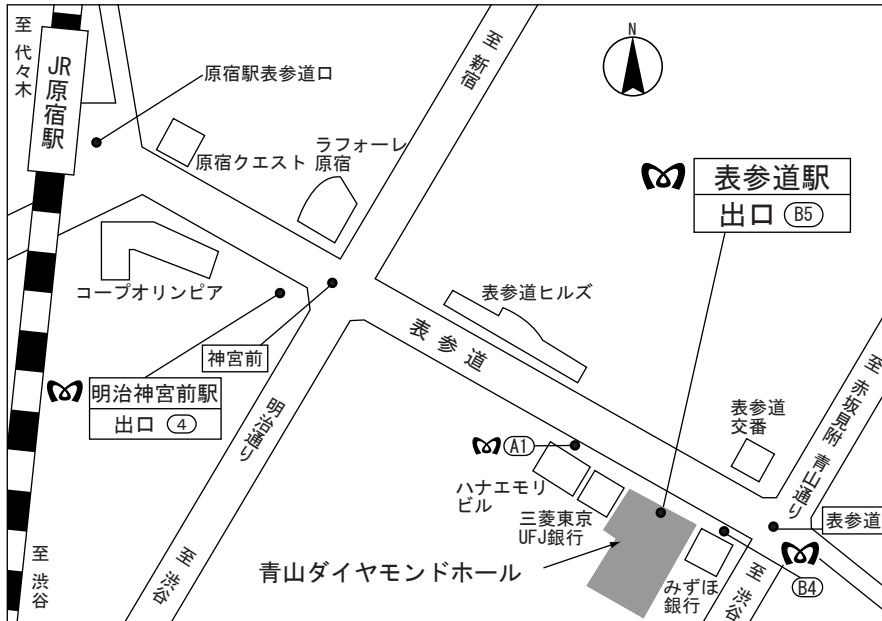 至 代々木
JR原宿駅
原宿駅表参道口
原宿クエスト
ラフォーレ
原宿
至 新宿
N
表参道駅
出口 B5
コープオリンピア
神宮前
明治神宮前駅
出口 4
明治通り
表参道
表参道ヒルズ
表参道
交番
至 赤坂見附 青山通り
A1
ハナエモリ
ビル
三菱東京
UFJ銀行
表参道
青山ダイヤモンドホール
みずほ
銀行
B4
至 渋谷
至 渋谷
至 渋谷